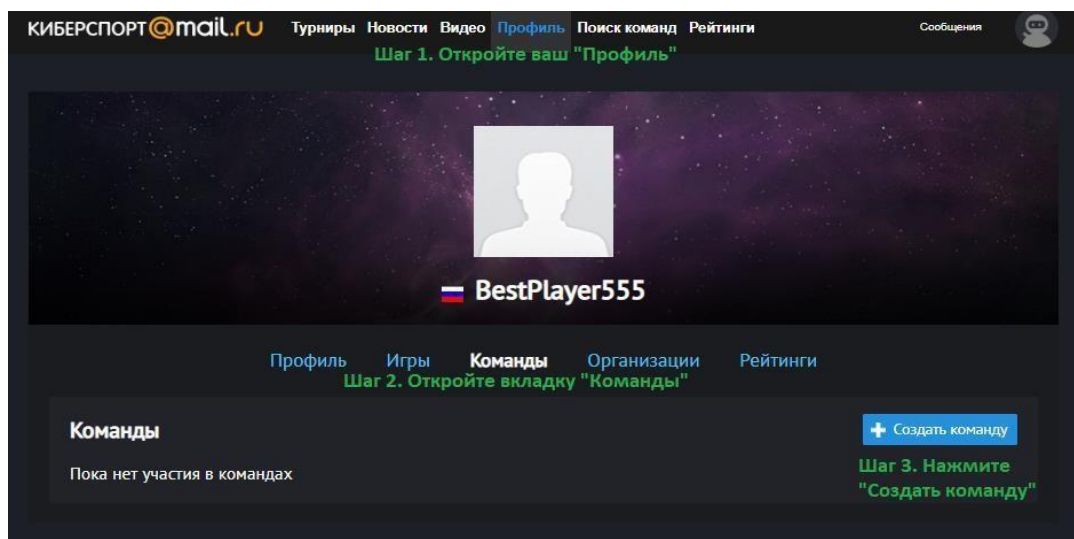 КИБЕРСПОРТ@mail.ru Турниры Новости Видео Профиль Поиск команд Рейтинги Сообщения
Шаг 1. Откройте ваш "Профиль"
BestPlayer555
Профиль Игры Команды Организации Рейтинги
Шаг 2. Откройте вкладку "Команды"
Команды
Создать команду
Пока нет участия в командах
Шаг 3. Нажмите
"Создать команду"